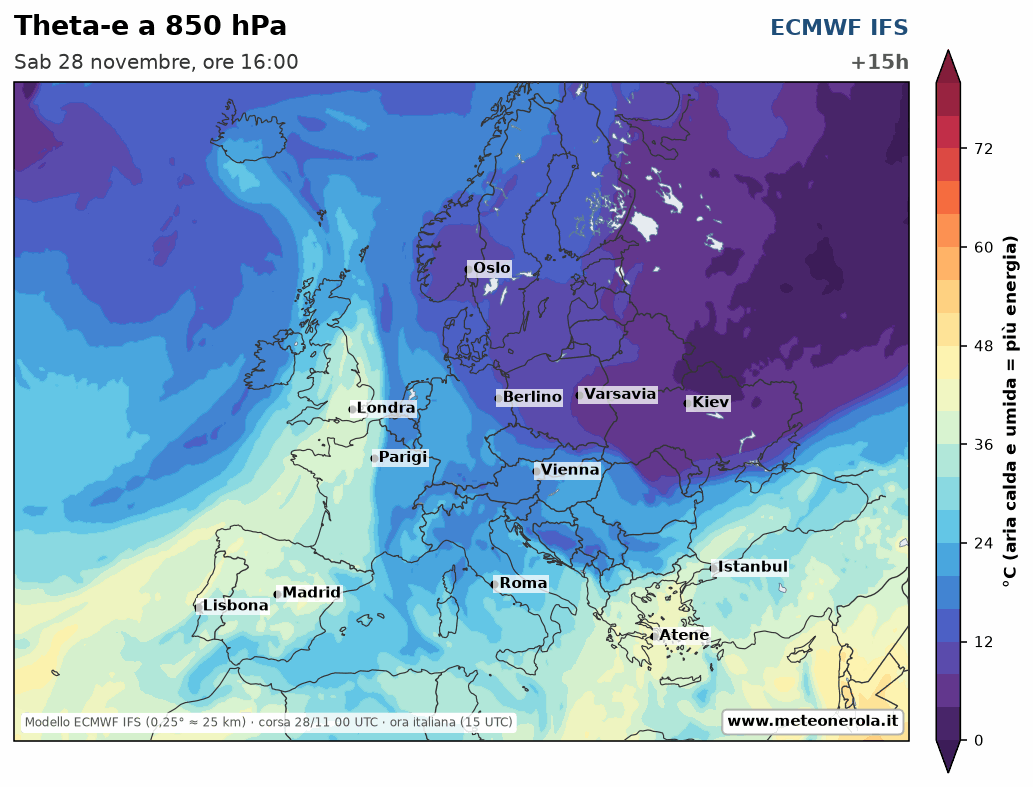 Theta-e a 850 hPa
ECMWF IFS
Sab 28 novembre, ore 16:00
+15h
72
60
48
36
24
12
0
°C (aria calda e umida = più energia)
Oslo
Berlino
Varsavia
Kiev
Londra
Parigi
Vienna
Istanbul
Roma
Madrid
Lisbona
Atene
Modello ECMWF IFS (0,25° ≈ 25 km) · corsa 28/11 00 UTC · ora italiana (15 UTC)
www.meteonerola.it